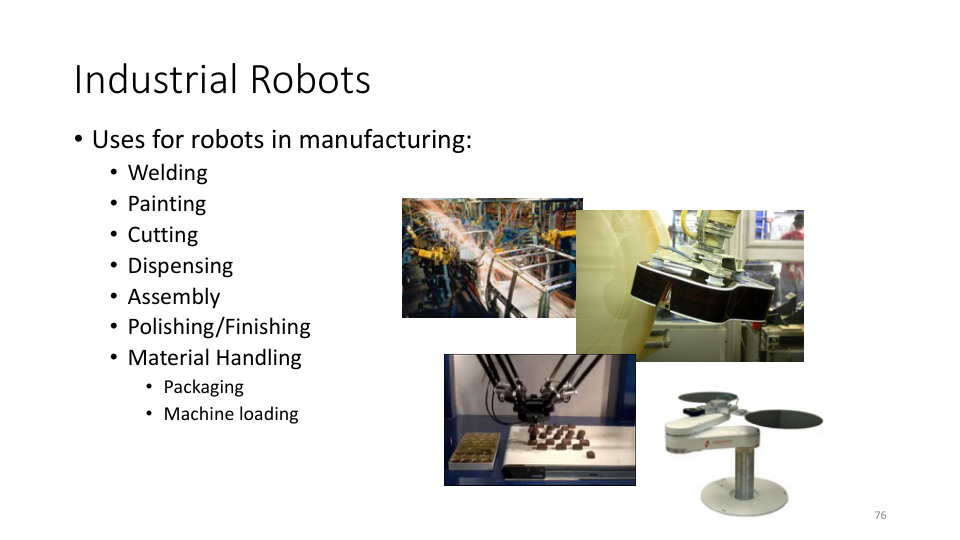 Industrial Robots
• Uses for robots in manufacturing:
• Welding
• Painting
• Cutting
• Dispensing
• Assembly
• Polishing/Finishing
• Material Handling
• Packaging
• Machine loading
76